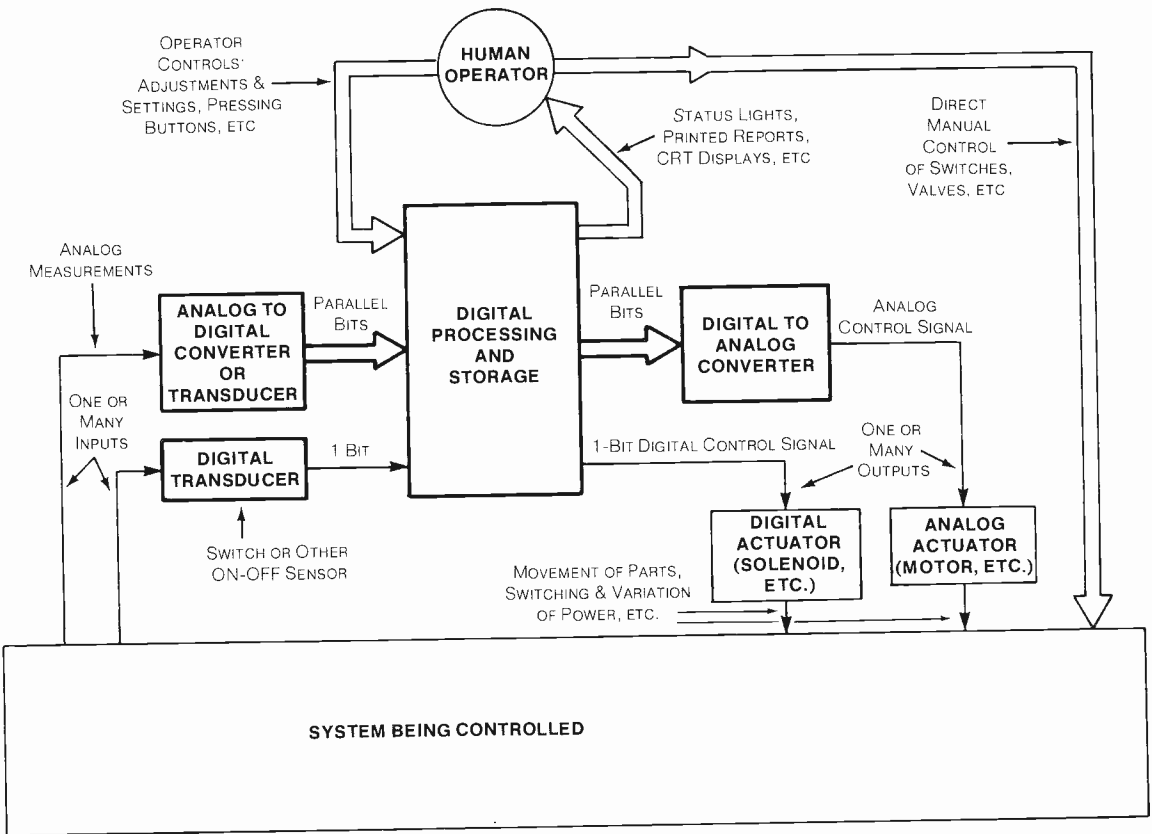 HUMAN
OPERATOR
OPERATOR
CONTROLS:
ADJUSTMENTS &
SETTINGS, PRESSING
BUTTONS, ETC
STATUS LIGHTS,
PRINTED REPORTS,
CRT DISPLAYS, ETC
DIRECT
MANUAL
CONTROL
OF SWITCHES,
VALVES, ETC
ANALOG
MEASUREMENTS
ANALOG TO
DIGITAL
CONVERTER
OR
TRANSDUCER
PARALLEL
BITS
DIGITAL
PROCESSING
AND
STORAGE
PARALLEL
BITS
DIGITAL TO
ANALOG
CONVERTER
ANALOG
CONTROL SIGNAL
ONE OR
MANY
INPUTS
DIGITAL
TRANSDUCER
1 BIT
1-BIT DIGITAL CONTROL SIGNAL
ONE OR
MANY
OUTPUTS
SWITCH OR OTHER
ON-OFF SENSOR
DIGITAL
ACTUATOR
(SOLENOID,
ETC.)
ANALOG
ACTUATOR
(MOTOR, ETC.)
MOVEMENT OF PARTS,
SWITCHING & VARIATION
OF POWER, ETC.
SYSTEM BEING CONTROLLED